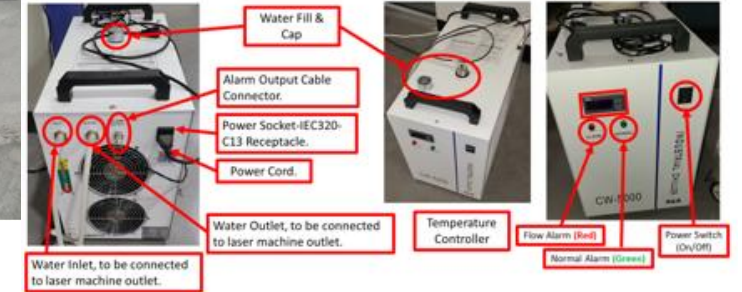 Water Fill &
Cap
Alarm Output Cable
Connector.
Power Socket-IEC320-
C13 Receptacle.
Power Cord.
Water Outlet, to be connected
to laser machine outlet.
Water Inlet, to be connected
to laser machine outlet.
Temperature
Controller
Flow Alarm (Red)
Normal Alarm (Green)
Power Switch
(On/Off)
CW-5000
INDUSTRIAL CHILLER
S&A